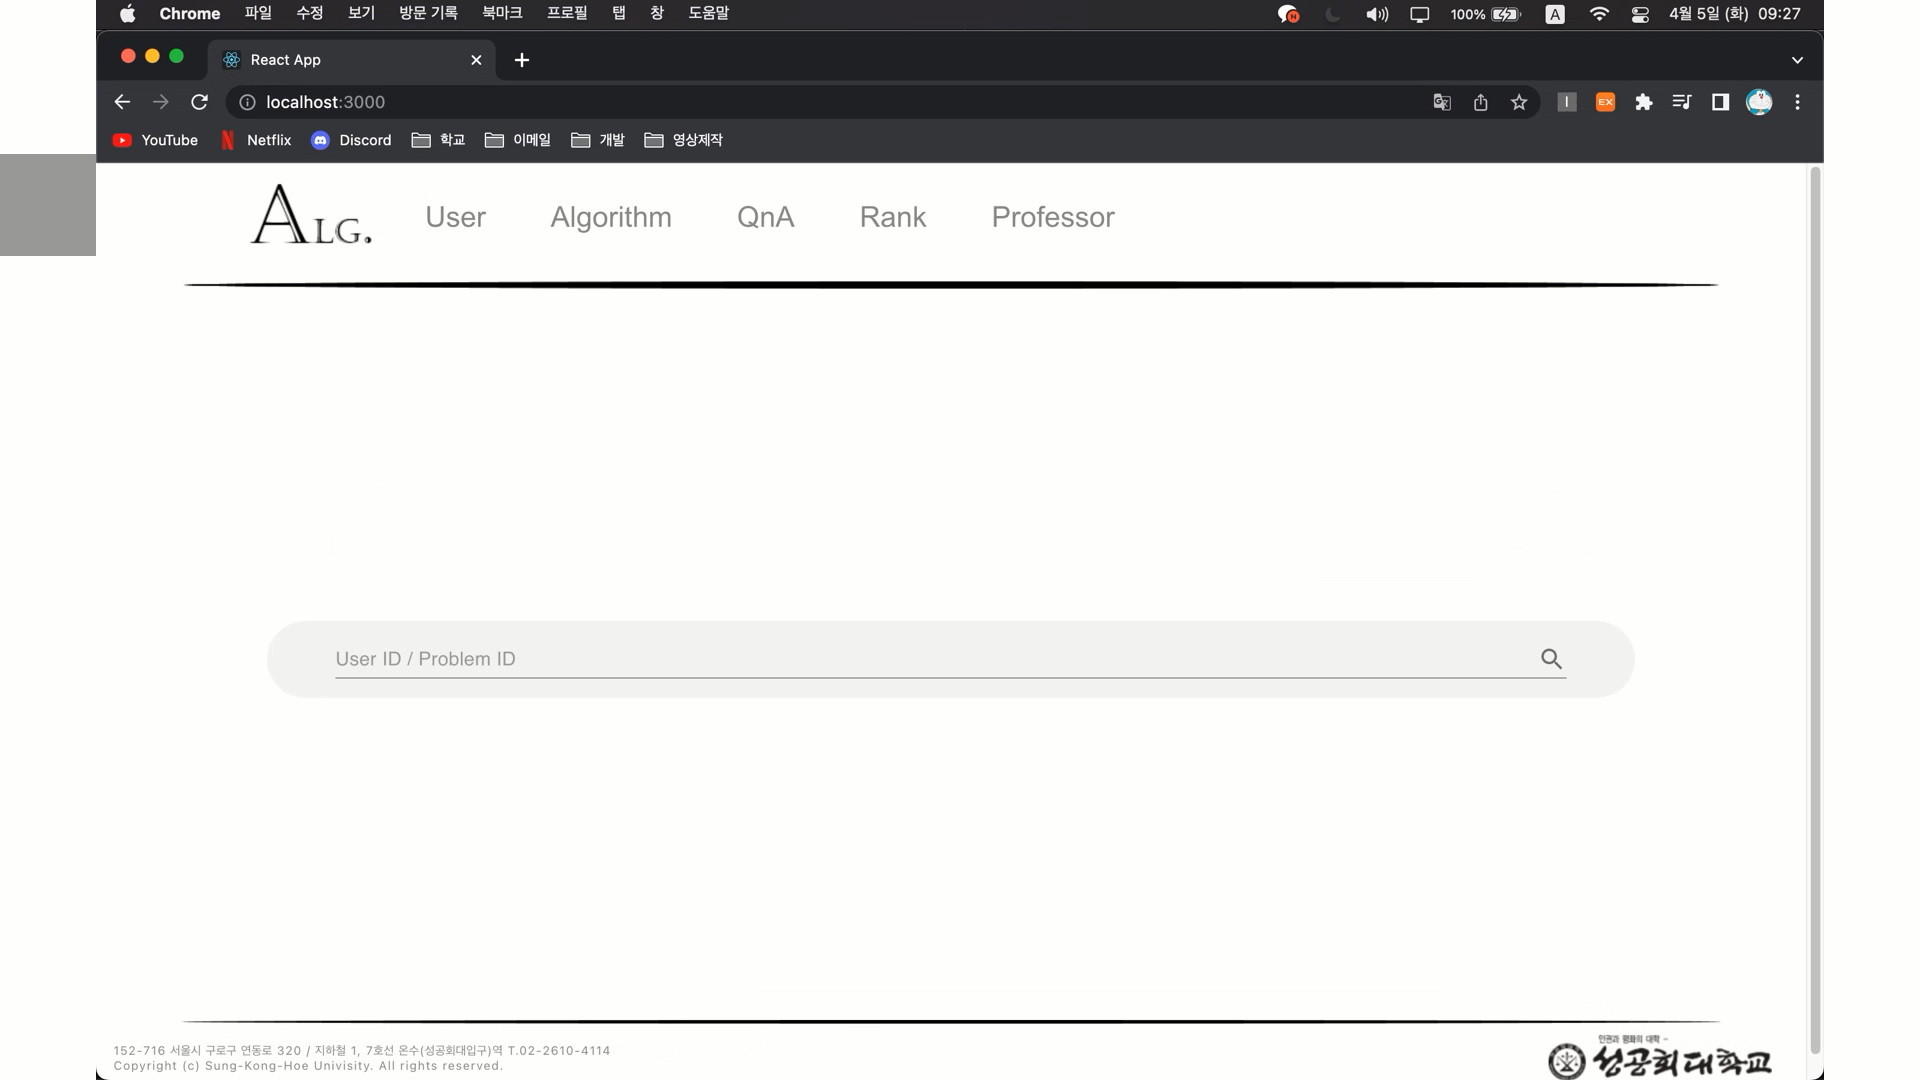 Chrome 파일 수정 보기 방문 기록 북마크 프로필 탭 창 도움말 100% A 4월 5일 (화) 09:27
React App
localhost:3000 I EX
YouTube Netflix Discord 학교 이메일 개발 영상제작
ALG. User Algorithm QnA Rank Professor
User ID / Problem ID
152-716 서울시 구로구 연동로 320 / 지하철 1, 7호선 온수(성공회대입구)역 T.02-2610-4114
Copyright (c) Sung-Kong-Hoe Univisity. All rights reserved.
인권과 평화의 대학 -
성공회대학교